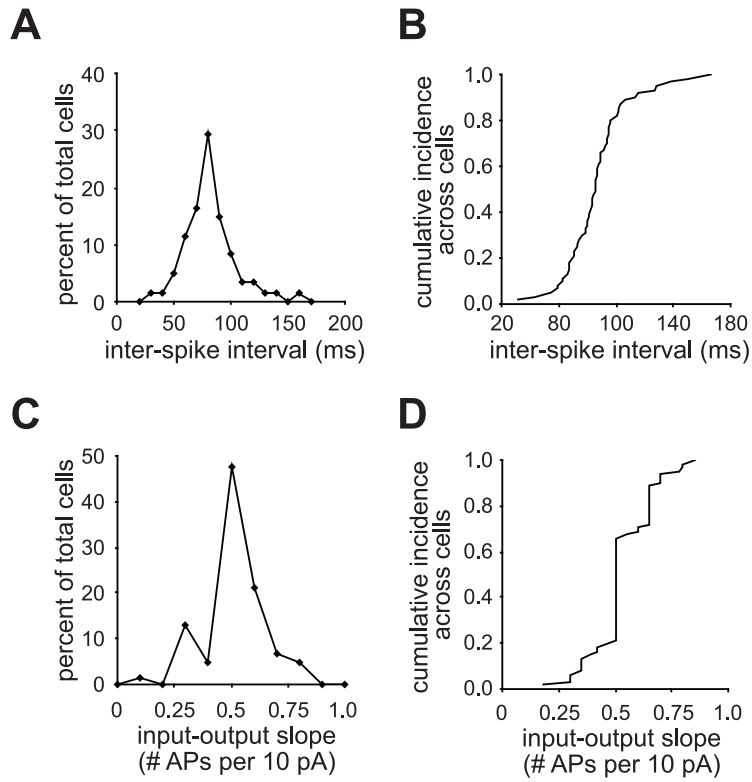 A
percent of total cells
40
30
20
10
0
0 50 100 150 200
inter-spike interval (ms)
B
cumulative incidence
across cells
1.0
0.8
0.6
0.4
0.2
0.0
20 80 100 140 180
inter-spike interval (ms)
C
percent of total cells
50
40
30
20
10
0
0 0.25 0.5 0.75 1.0
input-output slope
(# APs per 10 pA)
D
cumulative incidence
across cells
1.0
0.8
0.6
0.4
0.2
0.0
0 0.25 0.5 0.75 1.0
input-output slope
(# APs per 10 pA)